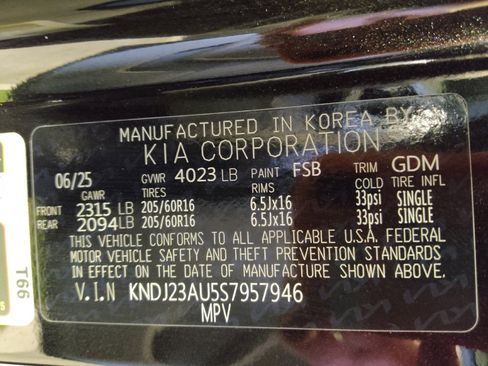 MANUFACTURED IN KOREA BY
KIA CORPORATION
06/25 GVWR 4023 LB PAINT FSB TRIM GDM
GAWR TIRES RIMS COLD TIRE INFL
FRONT 2315 LB 205/60R16 6.5Jx16 33psi SINGLE
REAR 2094 LB 205/60R16 6.5Jx16 33psi SINGLE
THIS VEHICLE CONFORMS TO ALL APPLICABLE U.S.A. FEDERAL
MOTOR VEHICLE SAFETY AND THEFT PREVENTION STANDARDS
IN EFFECT ON THE DATE OF MANUFACTURE SHOWN ABOVE.
V.I.N KNDJ23AU5S7957946
MPV
T66